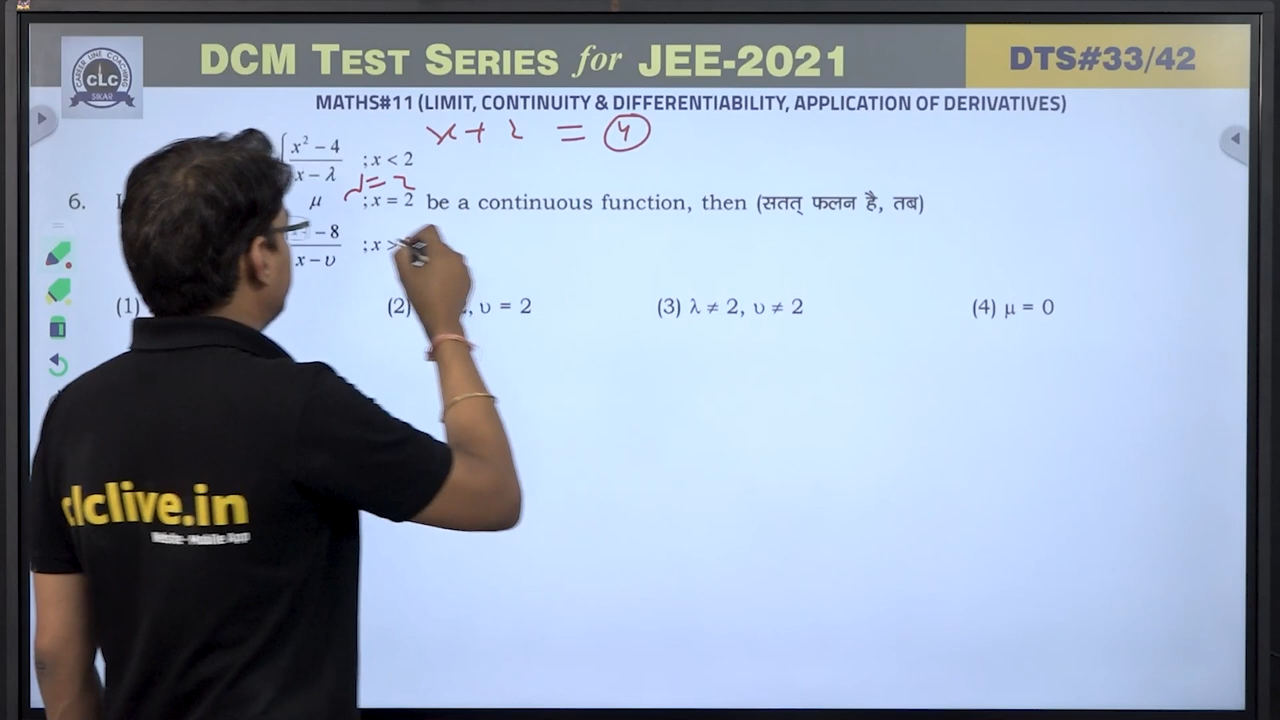 DCM TEST SERIES for JEE-2021
DTS#33/42
CAREER LINE COACHING
CLC
SIKAR
MATHS#11 (LIMIT, CONTINUITY & DIFFERENTIABILITY, APPLICATION OF DERIVATIVES)
x + 2 = 4
x² – 4
x – λ
; x < 2
λ = 2
6.
μ ; x = 2 be a continuous function, then (सतत् फलन है, तब)
– 8
x – υ
; x >
(1)
(2) , υ = 2
(3) λ ≠ 2, υ ≠ 2
(4) μ = 0
clclive.in
Mobile App